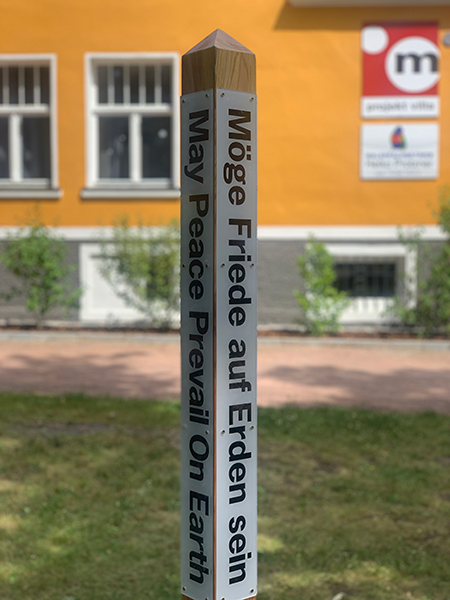 May Peace Prevail On Earth
Möge Friede auf Erden sein
m
projekt villa